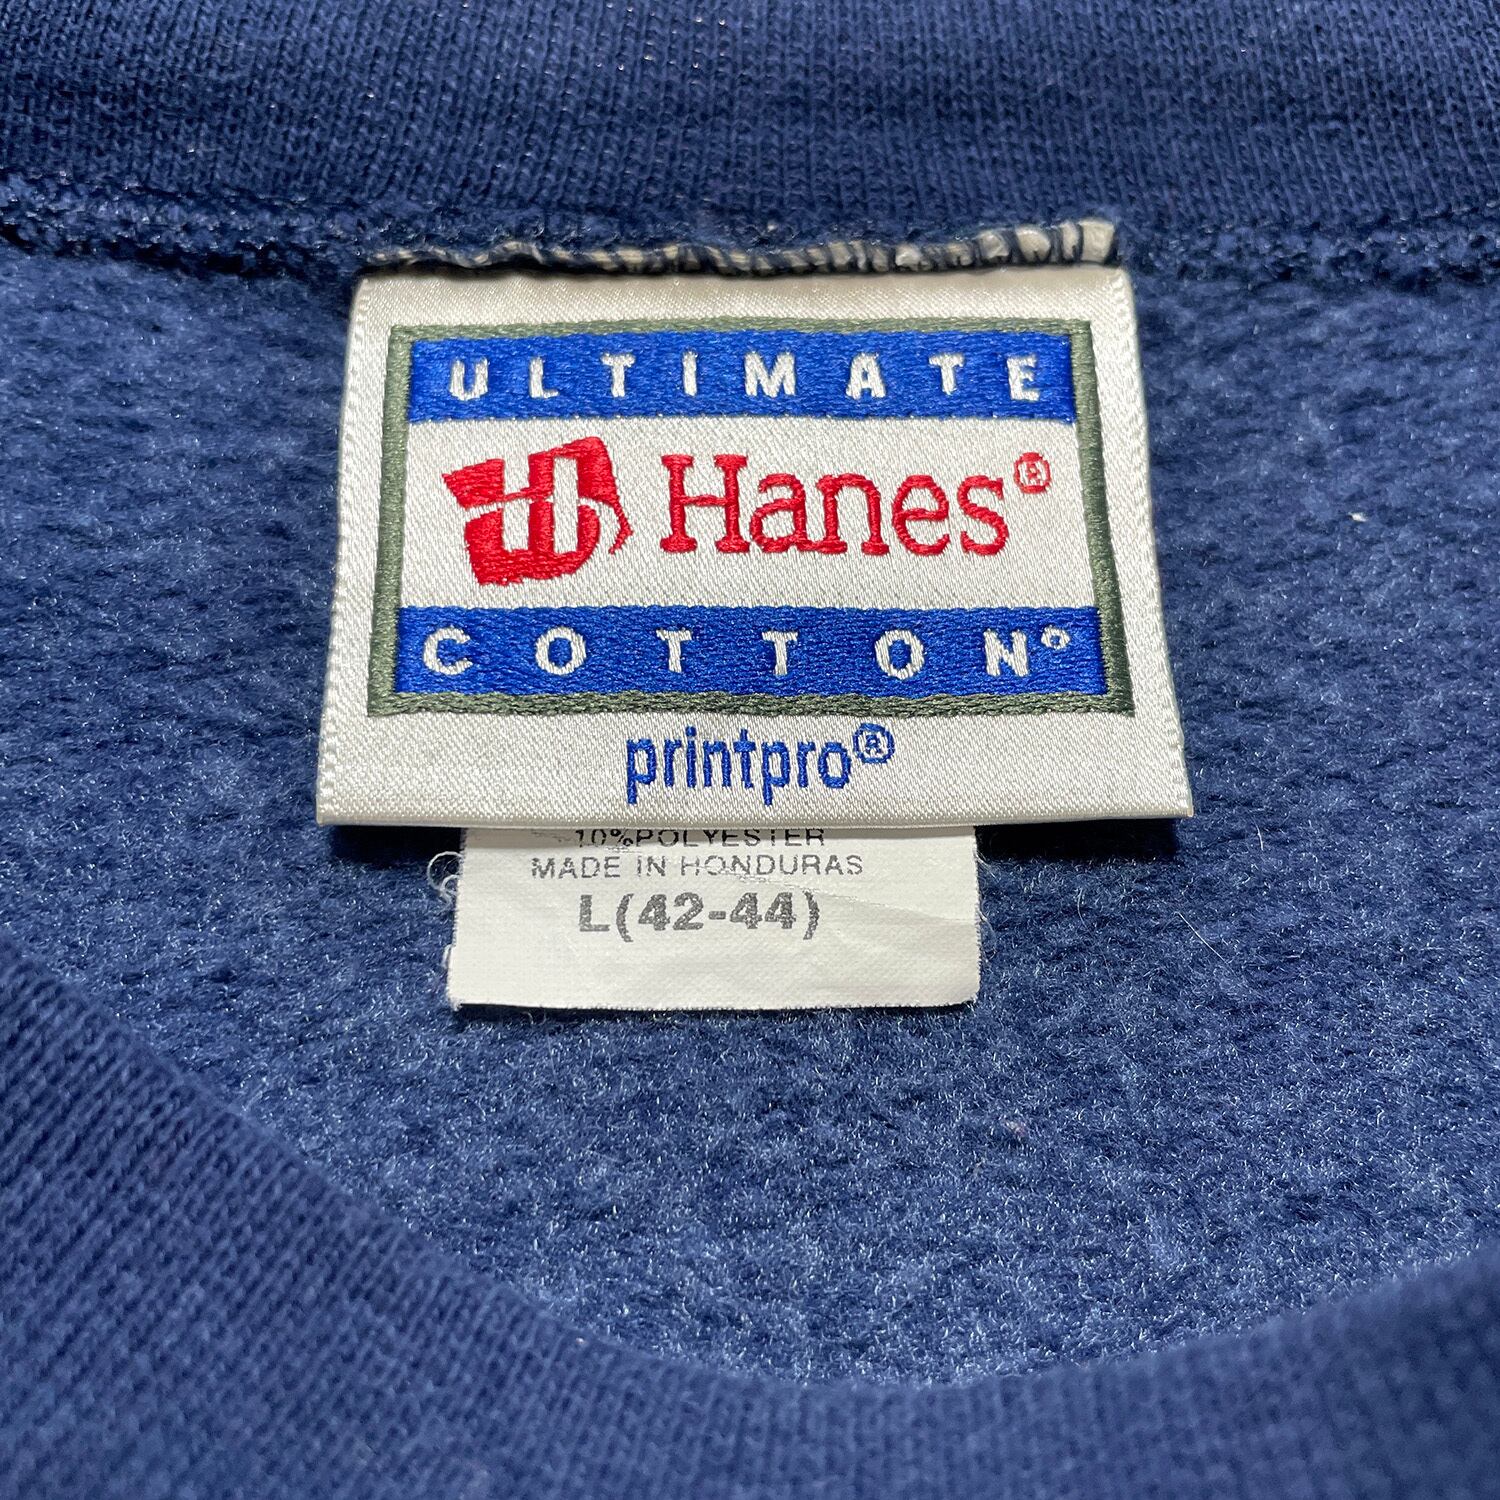 ULTIMATE
Hanes®
COTTON®
printpro®
10%POLYESTER
MADE IN HONDURAS
L(42-44)